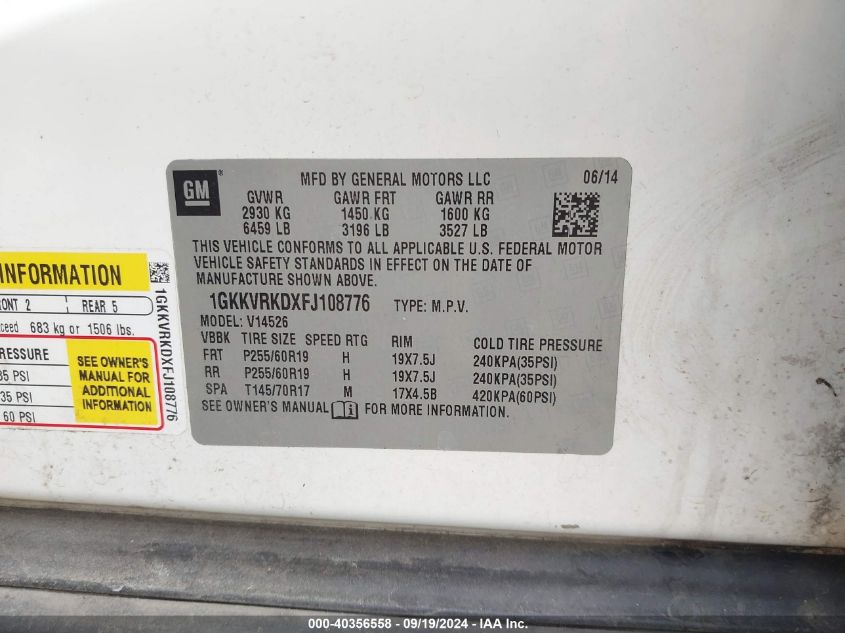 GM ®
MFD BY GENERAL MOTORS LLC 06/14
GVWR GAWR FRT GAWR RR
2930 KG 1450 KG 1600 KG
6459 LB 3196 LB 3527 LB
THIS VEHICLE CONFORMS TO ALL APPLICABLE U.S. FEDERAL MOTOR
VEHICLE SAFETY STANDARDS IN EFFECT ON THE DATE OF
MANUFACTURE SHOWN ABOVE.
1GKKVRKDXFJ108776 TYPE: M.P.V.
MODEL: V14526
VBBK TIRE SIZE SPEED RTG RIM COLD TIRE PRESSURE
FRT P255/60R19 H 19X7.5J 240KPA(35PSI)
RR P255/60R19 H 19X7.5J 240KPA(35PSI)
SPA T145/70R17 M 17X4.5B 420KPA(60PSI)
SEE OWNER'S MANUAL i FOR MORE INFORMATION.
INFORMATION
FRONT 2 REAR 5
683 kg or 1506 lbs.
PRESSURE
35 PSI
35 PSI
60 PSI
SEE OWNER'S
MANUAL FOR
ADDITIONAL
INFORMATION
1GKKVRKDXFJ108776
000-40356558 - 09/19/2024 - IAAI.COM